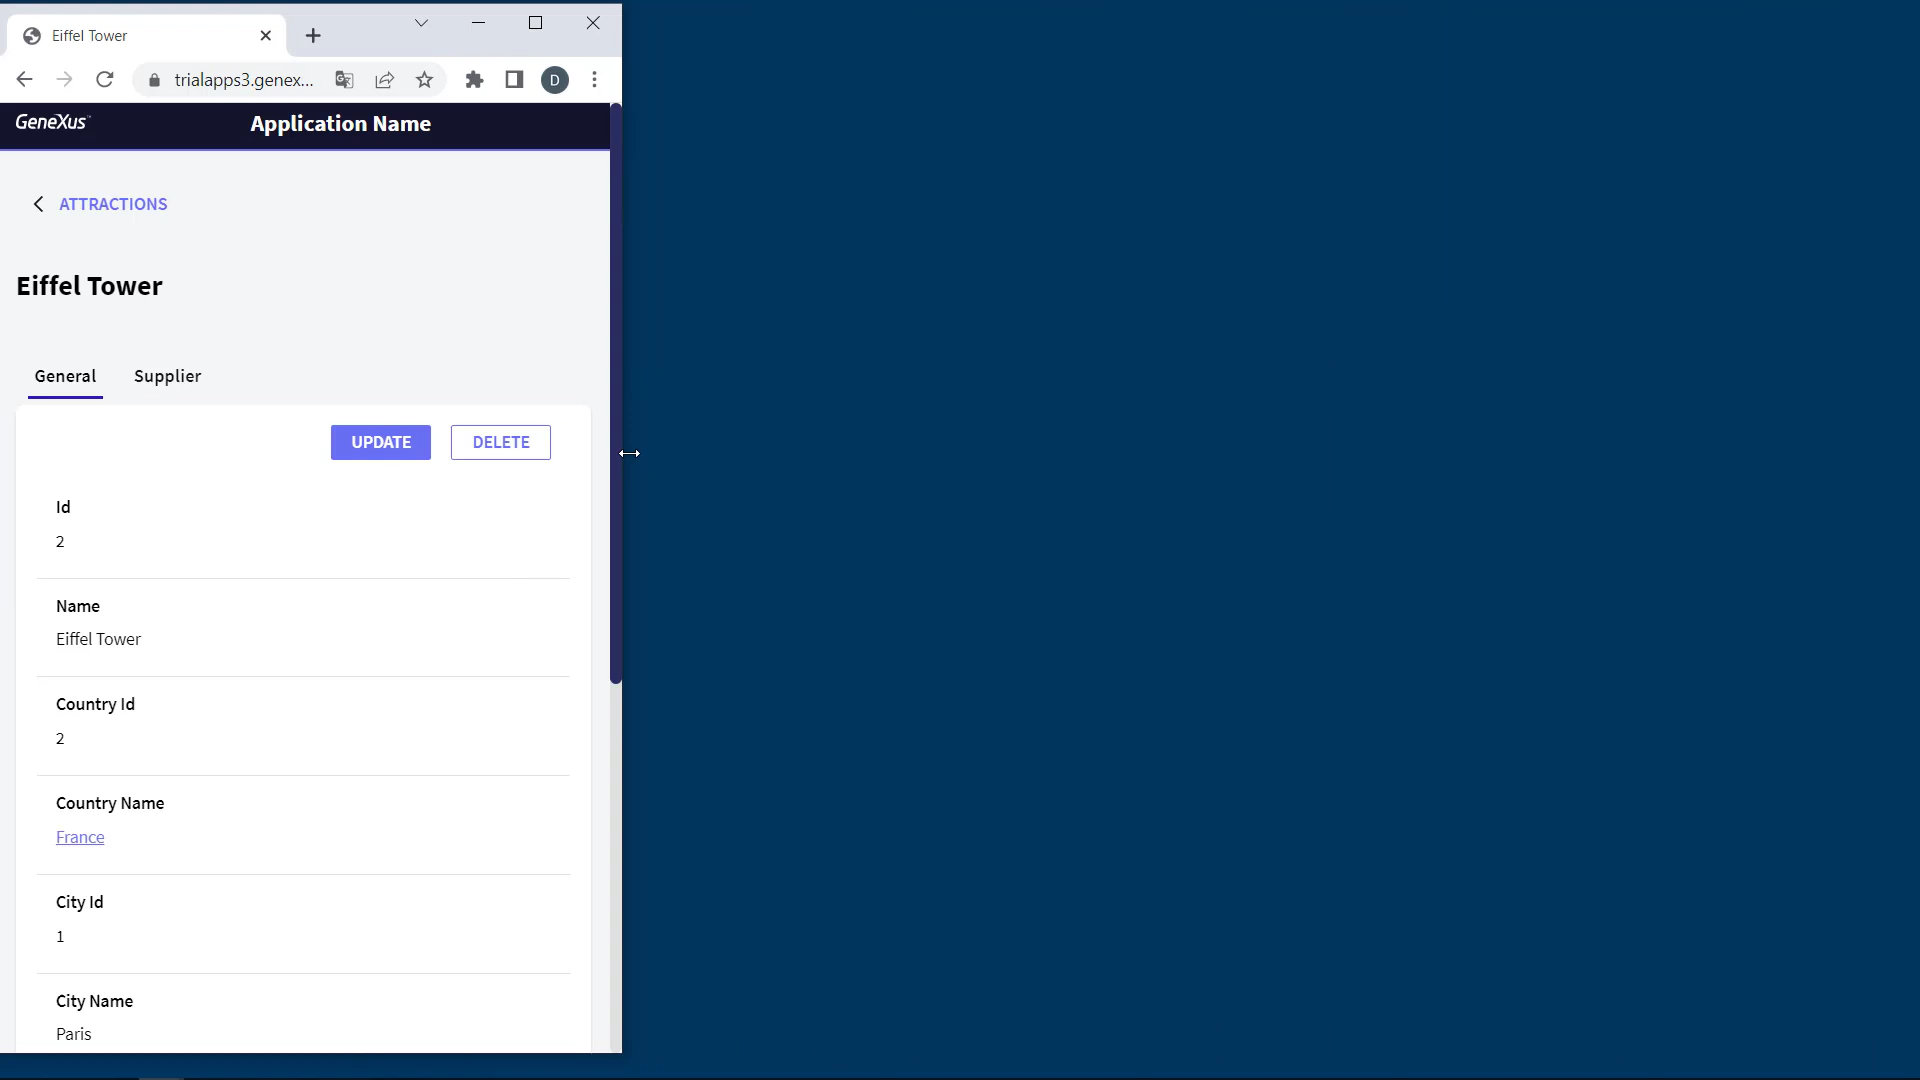 Eiffel Tower
trialapps3.genex...
D
GeneXus™
Application Name
ATTRACTIONS
Eiffel Tower
General Supplier
UPDATE DELETE
Id
2
Name
Eiffel Tower
Country Id
2
Country Name
France
City Id
1
City Name
Paris